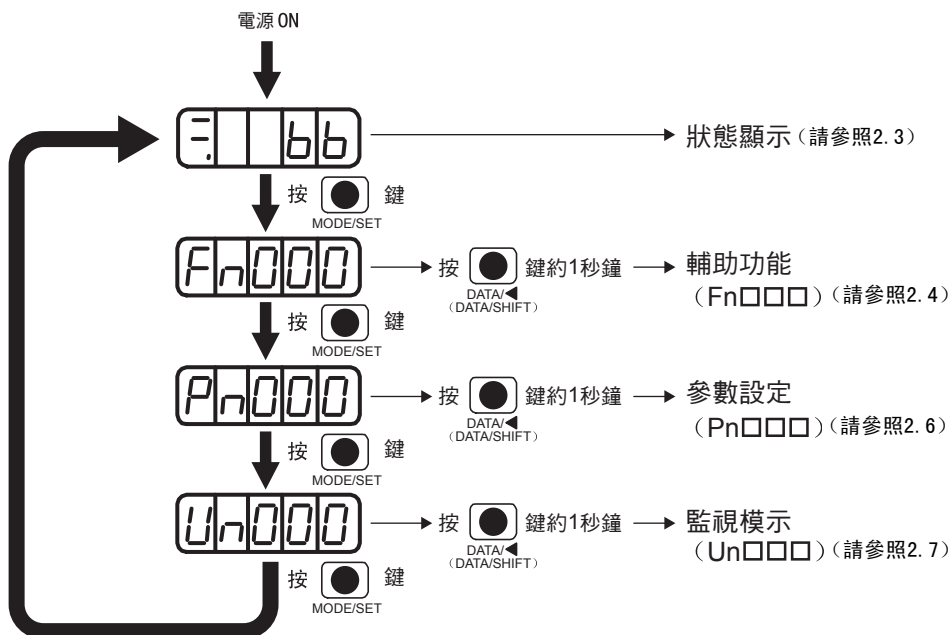 電源 ON
bb
狀態顯示（請參照2.3）
按 鍵
MODE/SET
Fn000
按 鍵約1秒鐘
DATA/◀
(DATA/SHIFT)
輔助功能
（Fn□□□）（請參照2.4）
按 鍵
MODE/SET
Pn000
按 鍵約1秒鐘
DATA/◀
(DATA/SHIFT)
參數設定
（Pn□□□）（請參照2.6）
按 鍵
MODE/SET
Un000
按 鍵約1秒鐘
DATA/◀
(DATA/SHIFT)
監視模示
（Un□□□）（請參照2.7）
按 鍵
MODE/SET